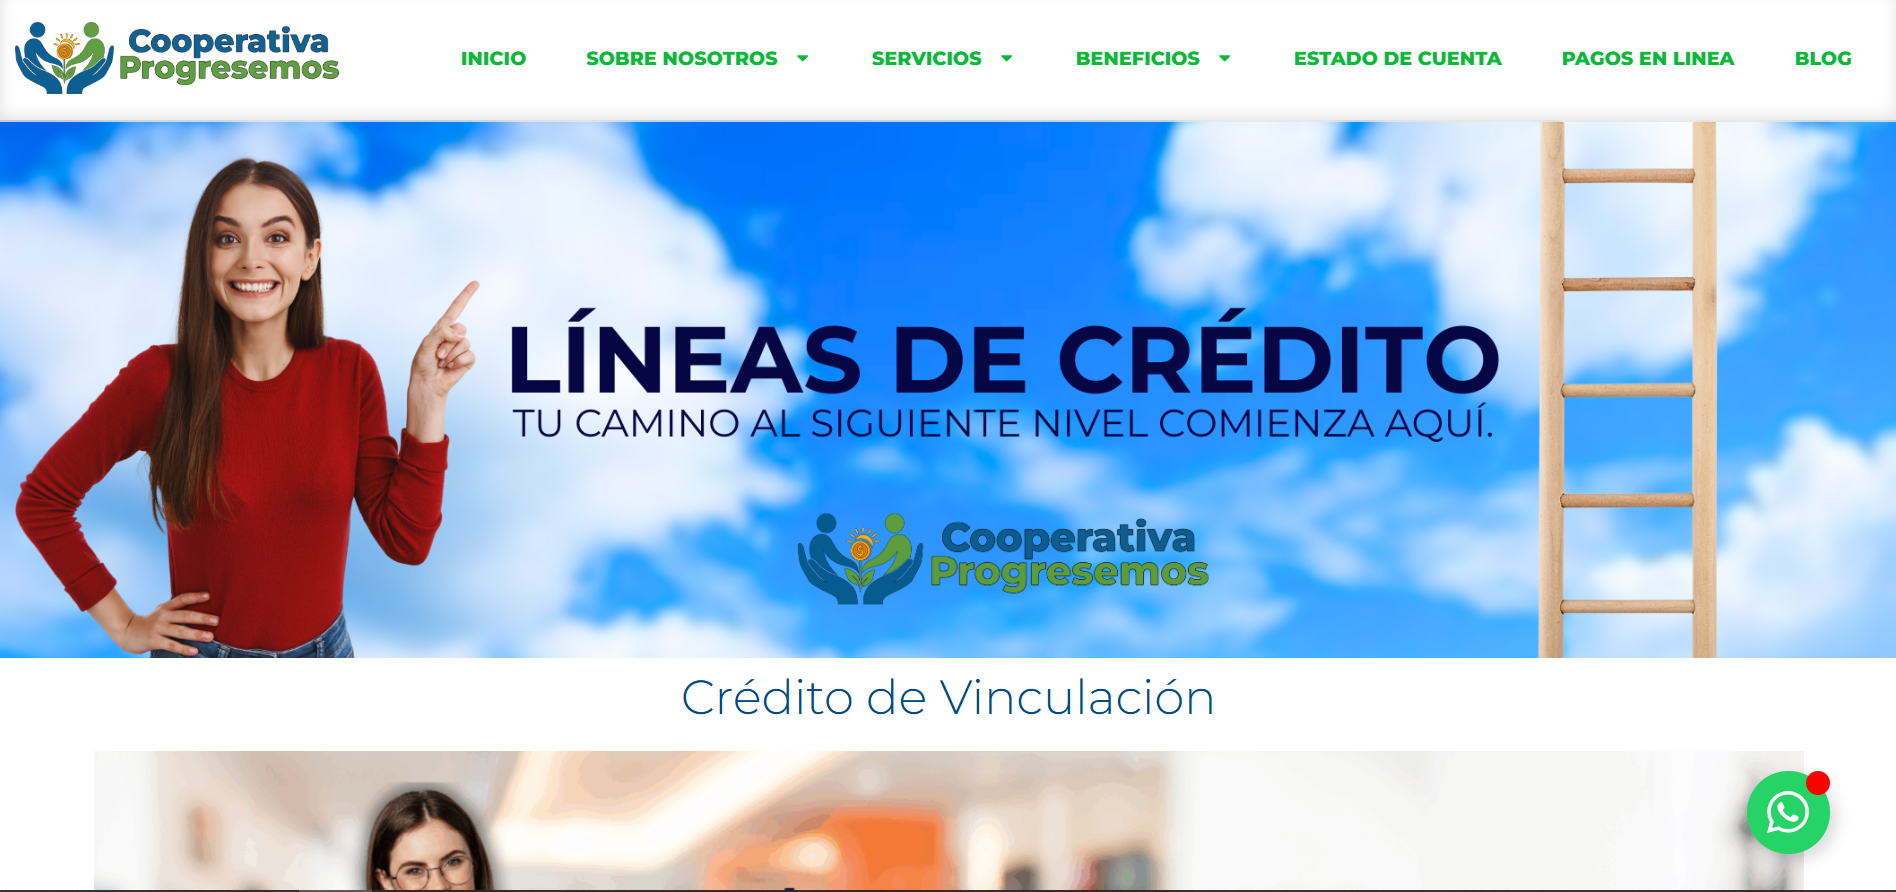 Cooperativa
Progresemos
INICIO
SOBRE NOSOTROS
SERVICIOS
BENEFICIOS
ESTADO DE CUENTA
PAGOS EN LINEA
BLOG
LÍNEAS DE CRÉDITO
TU CAMINO AL SIGUIENTE NIVEL COMIENZA AQUÍ.
Cooperativa
Progresemos
Crédito de Vinculación